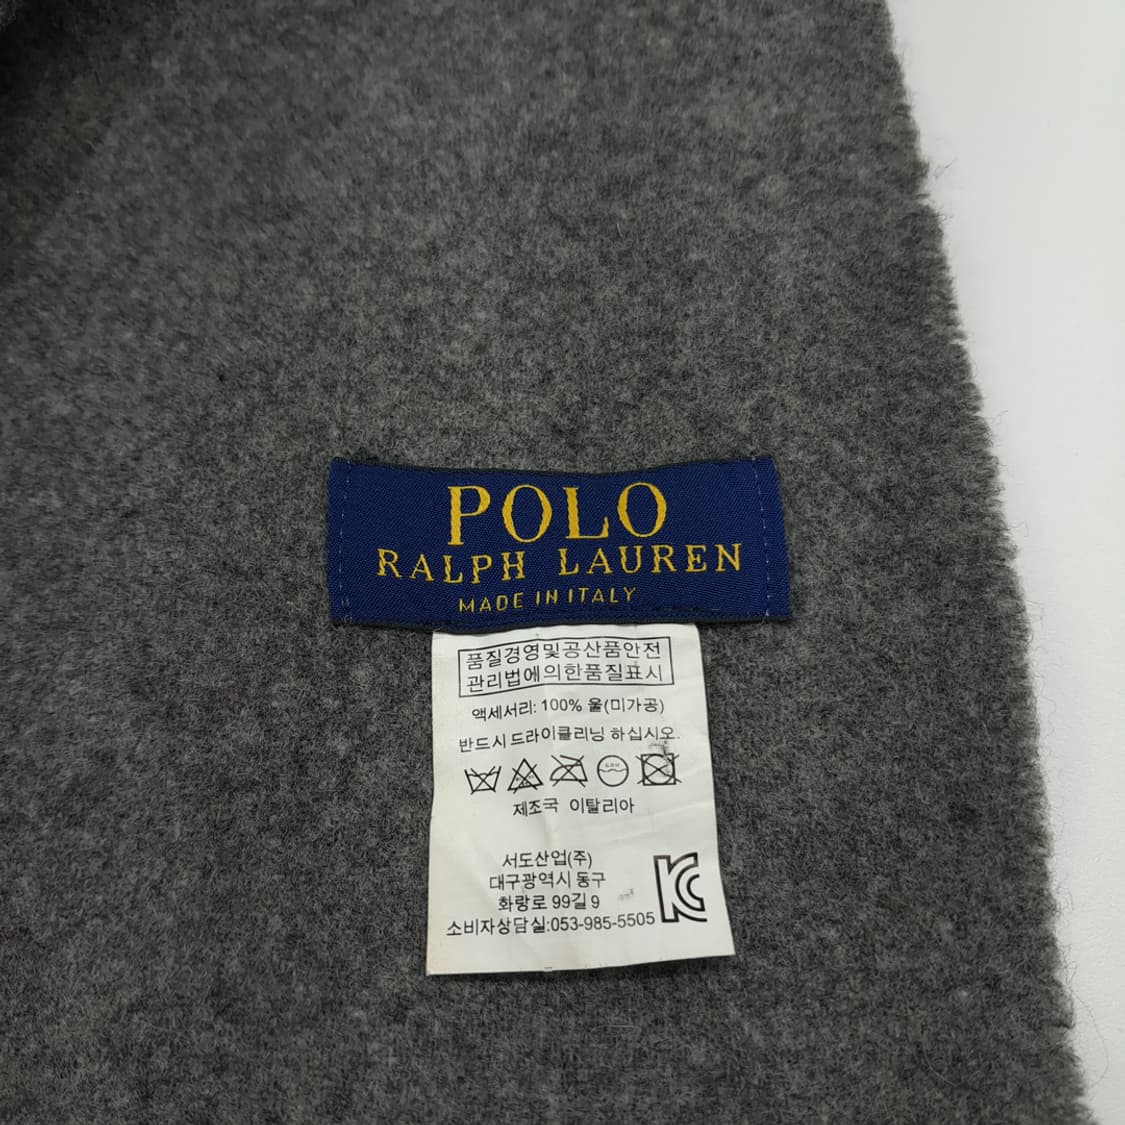 POLO
RALPH LAUREN
MADE IN ITALY
품질경영및공산품안전
관리법에의한품질표시
액세서리: 100% 울(미가공)
반드시 드라이클리닝 하십시오.
제조국 이탈리아
서도산업(주)
대구광역시 동구
화랑로 99길 9
소비자상담실:053-985-5505
KC